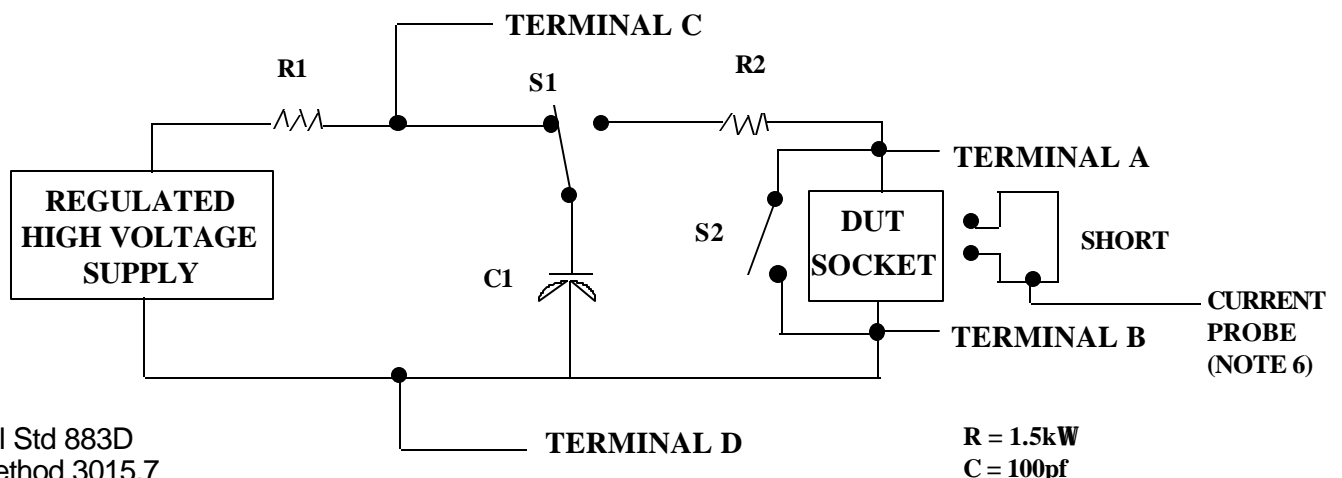 TERMINAL C
R1
S1
R2
TERMINAL A
REGULATED
HIGH VOLTAGE
SUPPLY
S2
DUT
SOCKET
SHORT
C1
CURRENT
PROBE
(NOTE 6)
TERMINAL B
TERMINAL D
l Std 883D
ethod 3015.7
R = 1.5kW
C = 100pf